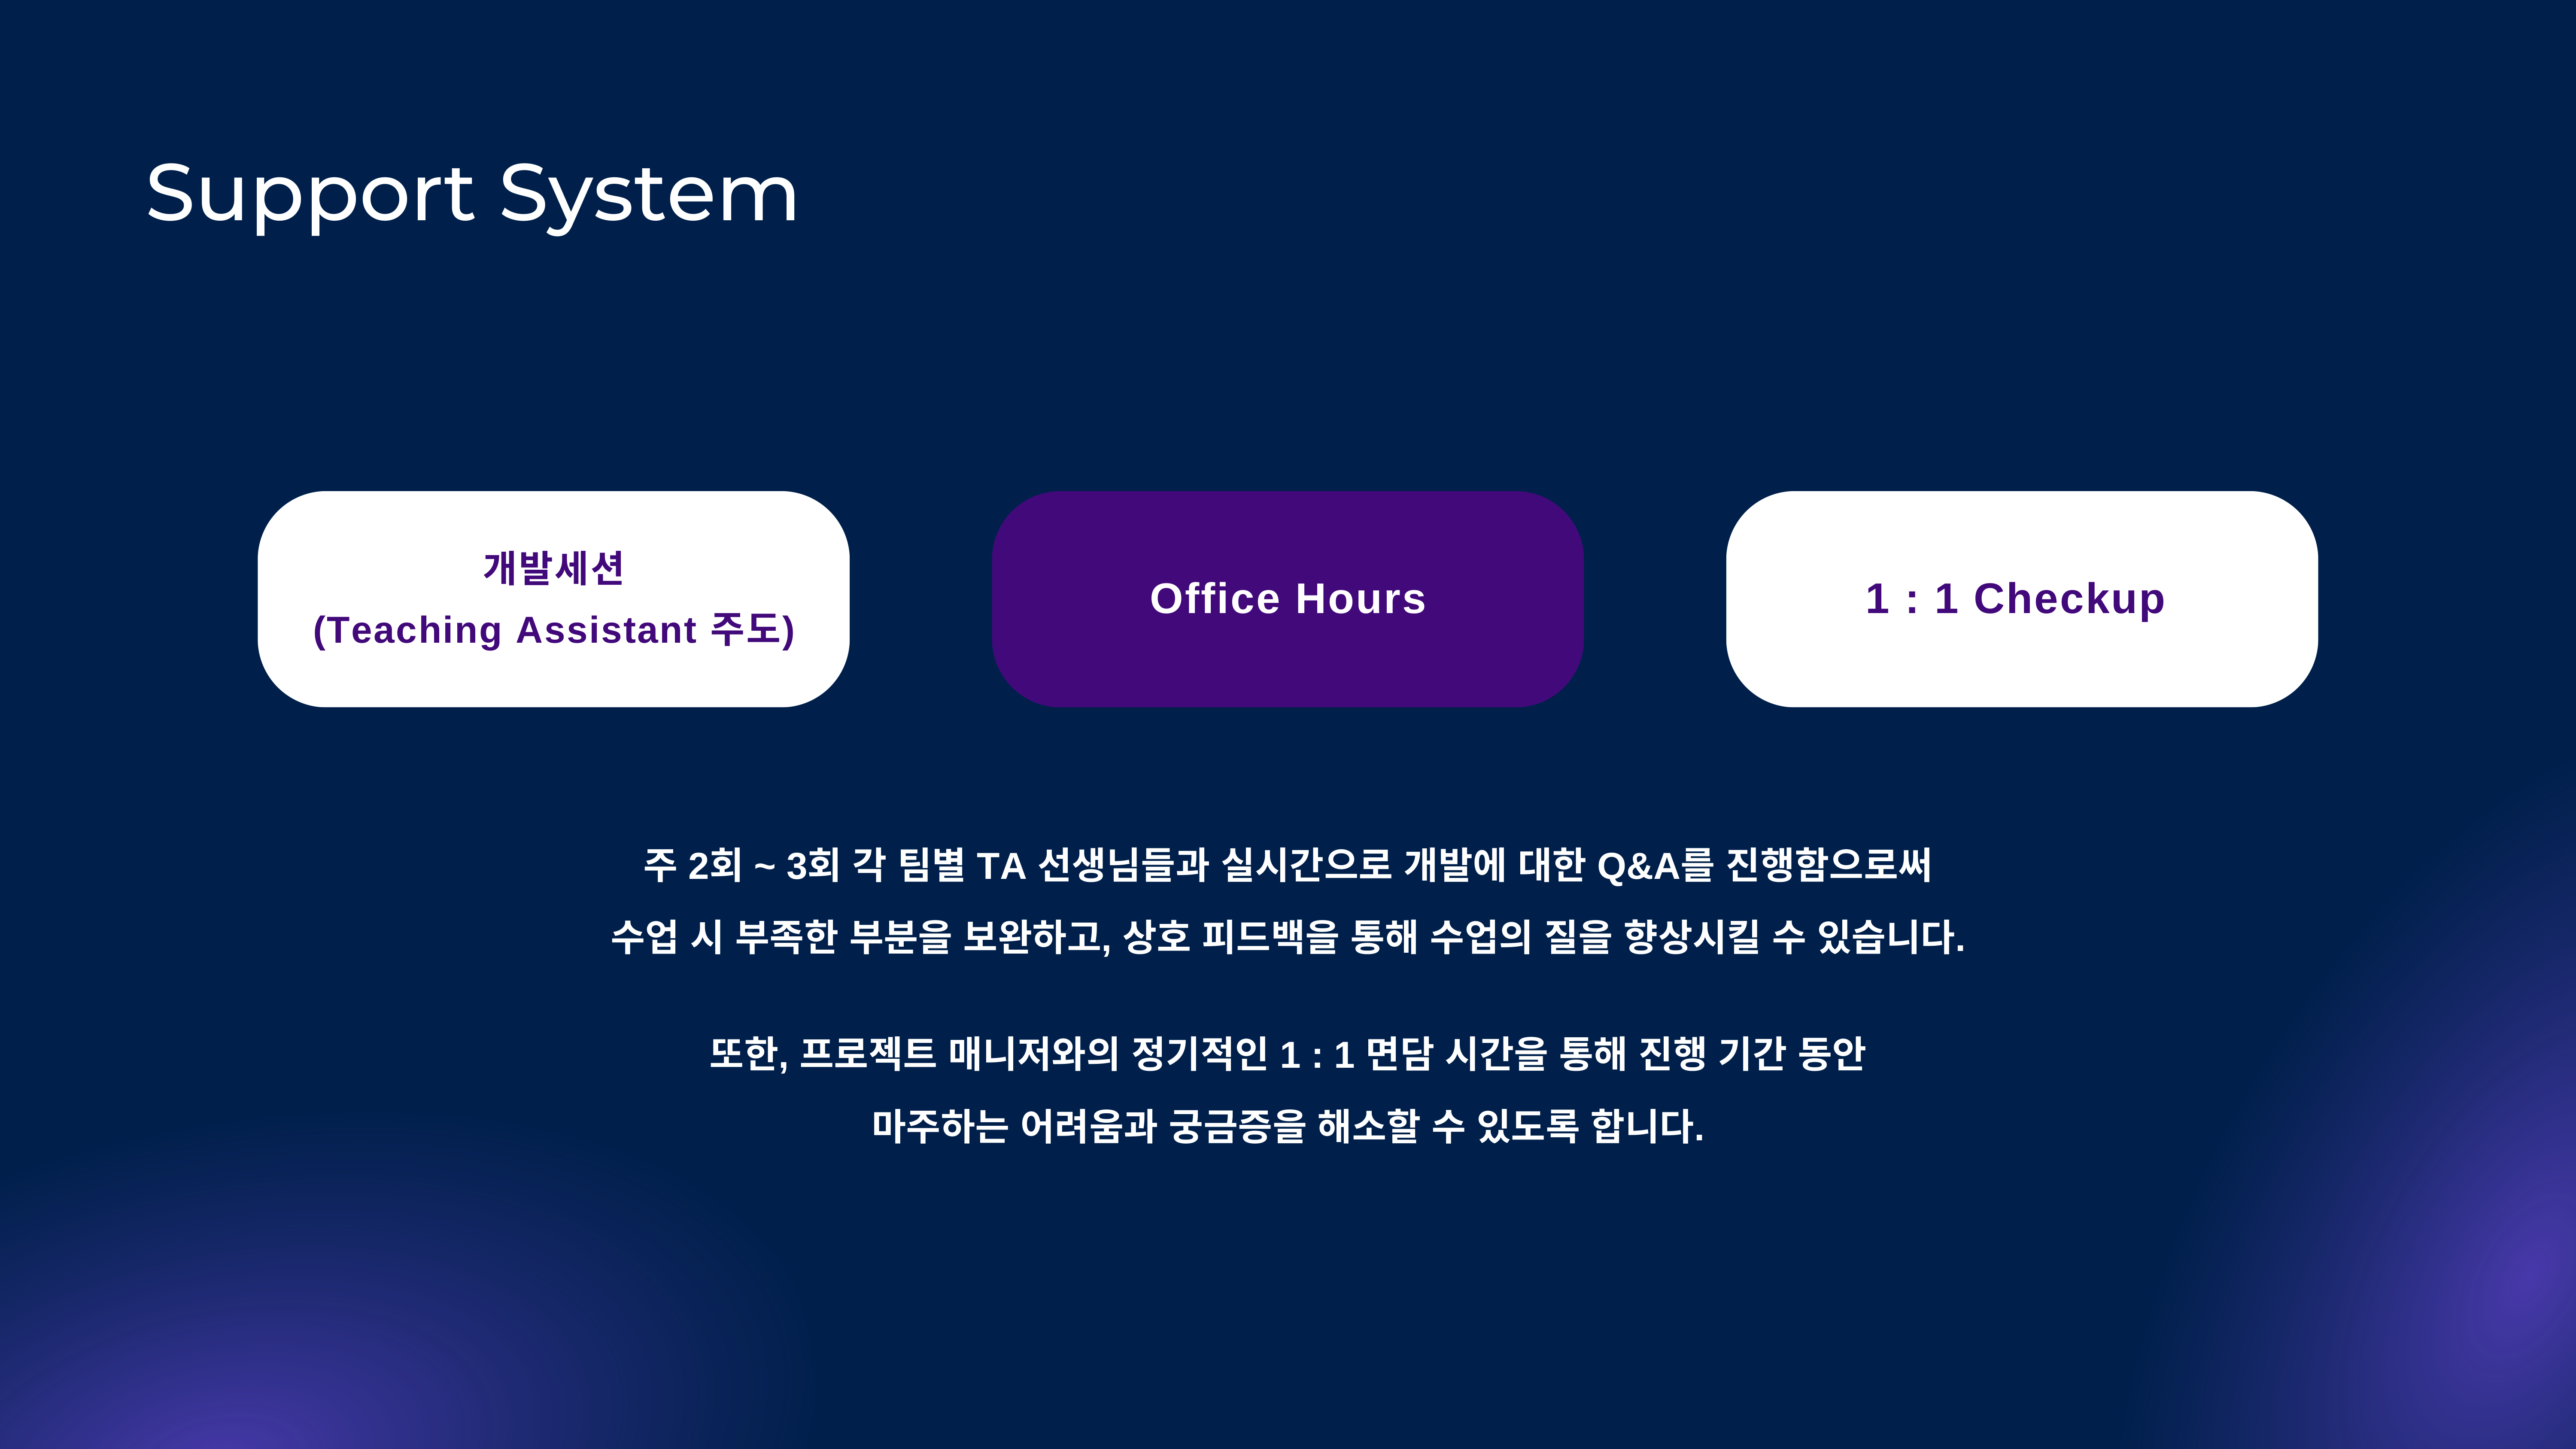 Support System
개발세션
(Teaching Assistant 주도)
Office Hours
1 : 1 Checkup
주 2회 ~ 3회 각 팀별 TA 선생님들과 실시간으로 개발에 대한 Q&A를 진행함으로써
수업 시 부족한 부분을 보완하고, 상호 피드백을 통해 수업의 질을 향상시킬 수 있습니다.
또한, 프로젝트 매니저와의 정기적인 1 : 1 면담 시간을 통해 진행 기간 동안
마주하는 어려움과 궁금증을 해소할 수 있도록 합니다.